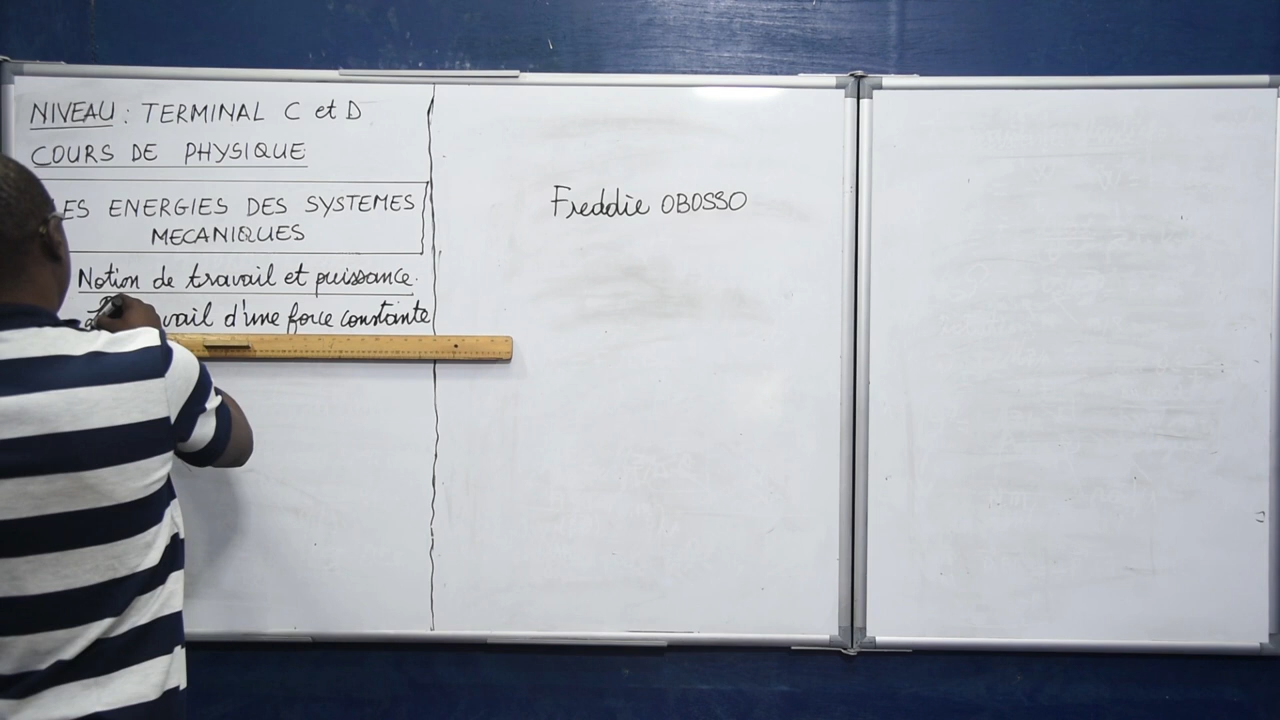 NIVEAU : TERMINAL C et D
COURS DE PHYSIQUE
ES ENERGIES DES SYSTEMES
MECANIQUES
Notion de travail et puissance.
vail d'une force constante
Freddie OBOSSO